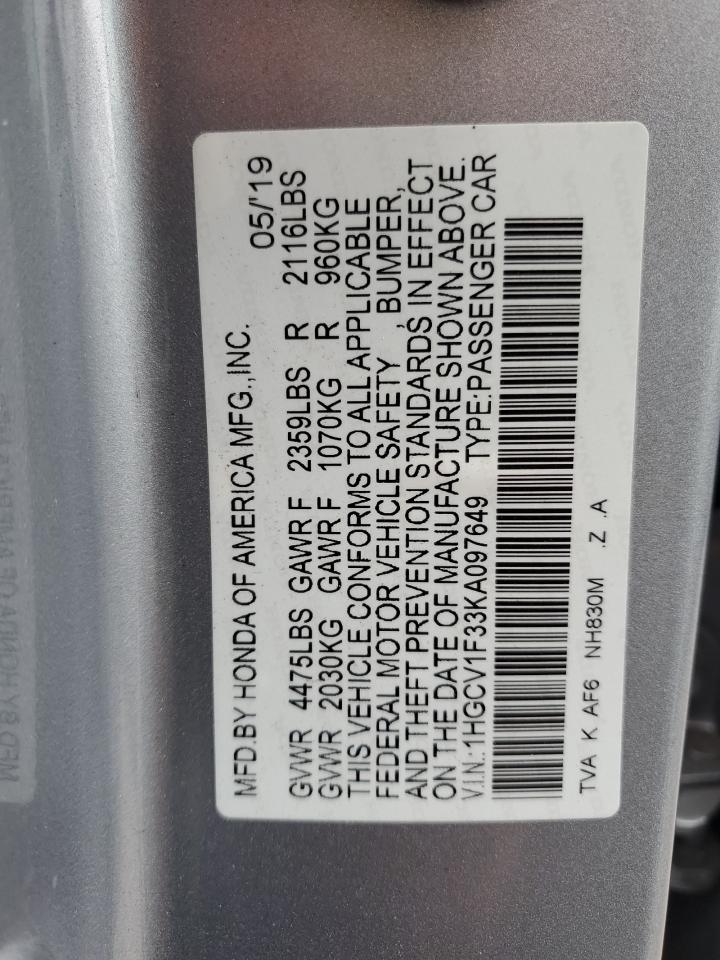 MFD.BY HONDA OF AMERICA MFG.,INC. 05/'19
GVWR 4475LBS GAWR F 2359LBS R 2116LBS
GVWR 2030KG GAWR F 1070KG R 960KG
THIS VEHICLE CONFORMS TO ALL APPLICABLE
FEDERAL MOTOR VEHICLE SAFETY , BUMPER,
AND THEFT PREVENTION STANDARDS IN EFFECT
ON THE DATE OF MANUFACTURE SHOWN ABOVE.
V.I.N:1HGCV1F33KA097649 TYPE:PASSENGER CAR
TVA K AF6 NH830M .Z .A